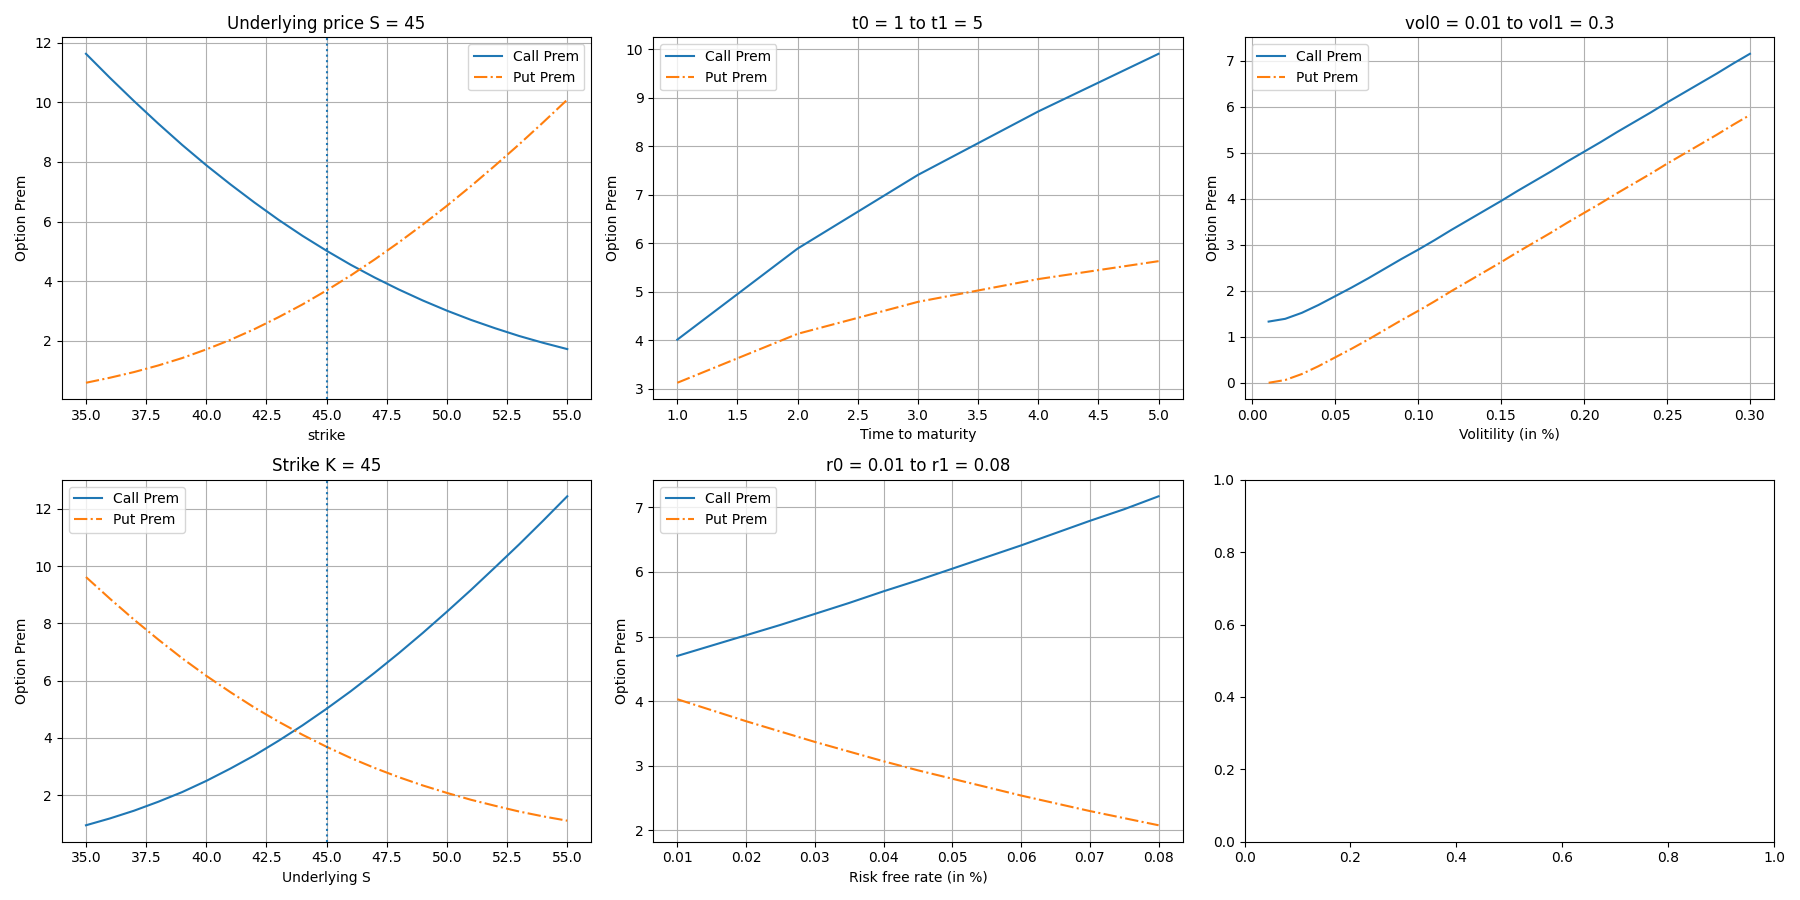 Underlying price S = 45
12
10
8
6
4
2
Option Prem
Call Prem
Put Prem
35.0 37.5 40.0 42.5 45.0 47.5 50.0 52.5 55.0
strike
t0 = 1 to t1 = 5
10
9
8
7
6
5
4
3
Option Prem
Call Prem
Put Prem
1.0 1.5 2.0 2.5 3.0 3.5 4.0 4.5 5.0
Time to maturity
vol0 = 0.01 to vol1 = 0.3
7
6
5
4
3
2
1
0
Option Prem
Call Prem
Put Prem
0.00 0.05 0.10 0.15 0.20 0.25 0.30
Volitility (in %)
Strike K = 45
12
10
8
6
4
2
Option Prem
Call Prem
Put Prem
35.0 37.5 40.0 42.5 45.0 47.5 50.0 52.5 55.0
Underlying S
r0 = 0.01 to r1 = 0.08
7
6
5
4
3
2
Option Prem
Call Prem
Put Prem
0.01 0.02 0.03 0.04 0.05 0.06 0.07 0.08
Risk free rate (in %)
1.0
0.8
0.6
0.4
0.2
0.0
0.0 0.2 0.4 0.6 0.8 1.0